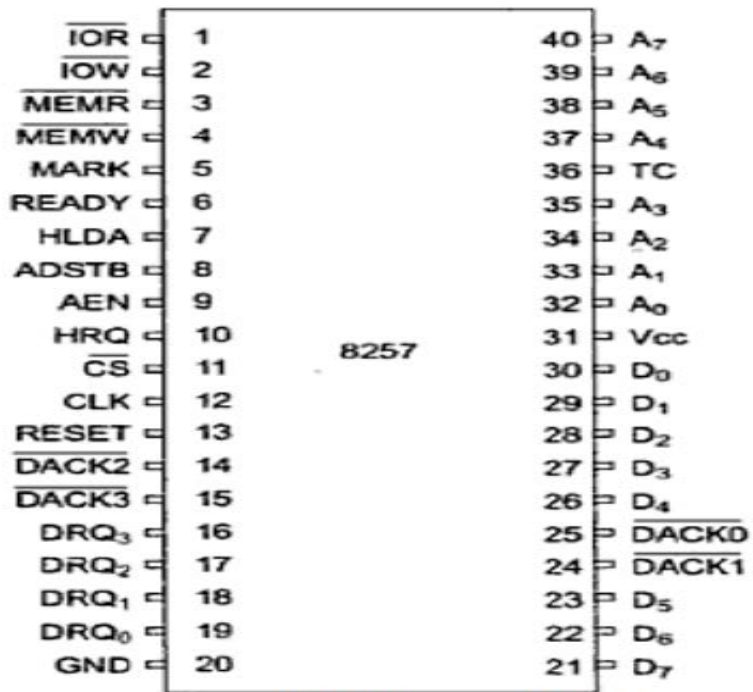 IOR 1 40 A7
IOW 2 39 A6
MEMR 3 38 A5
MEMW 4 37 A4
MARK 5 36 TC
READY 6 35 A3
HLDA 7 34 A2
ADSTB 8 33 A1
AEN 9 32 A0
HRQ 10 31 Vcc
8257
CS 11 30 D0
CLK 12 29 D1
RESET 13 28 D2
DACK2 14 27 D3
DACK3 15 26 D4
DRQ3 16 25 DACK0
DRQ2 17 24 DACK1
DRQ1 18 23 D5
DRQ0 19 22 D6
GND 20 21 D7